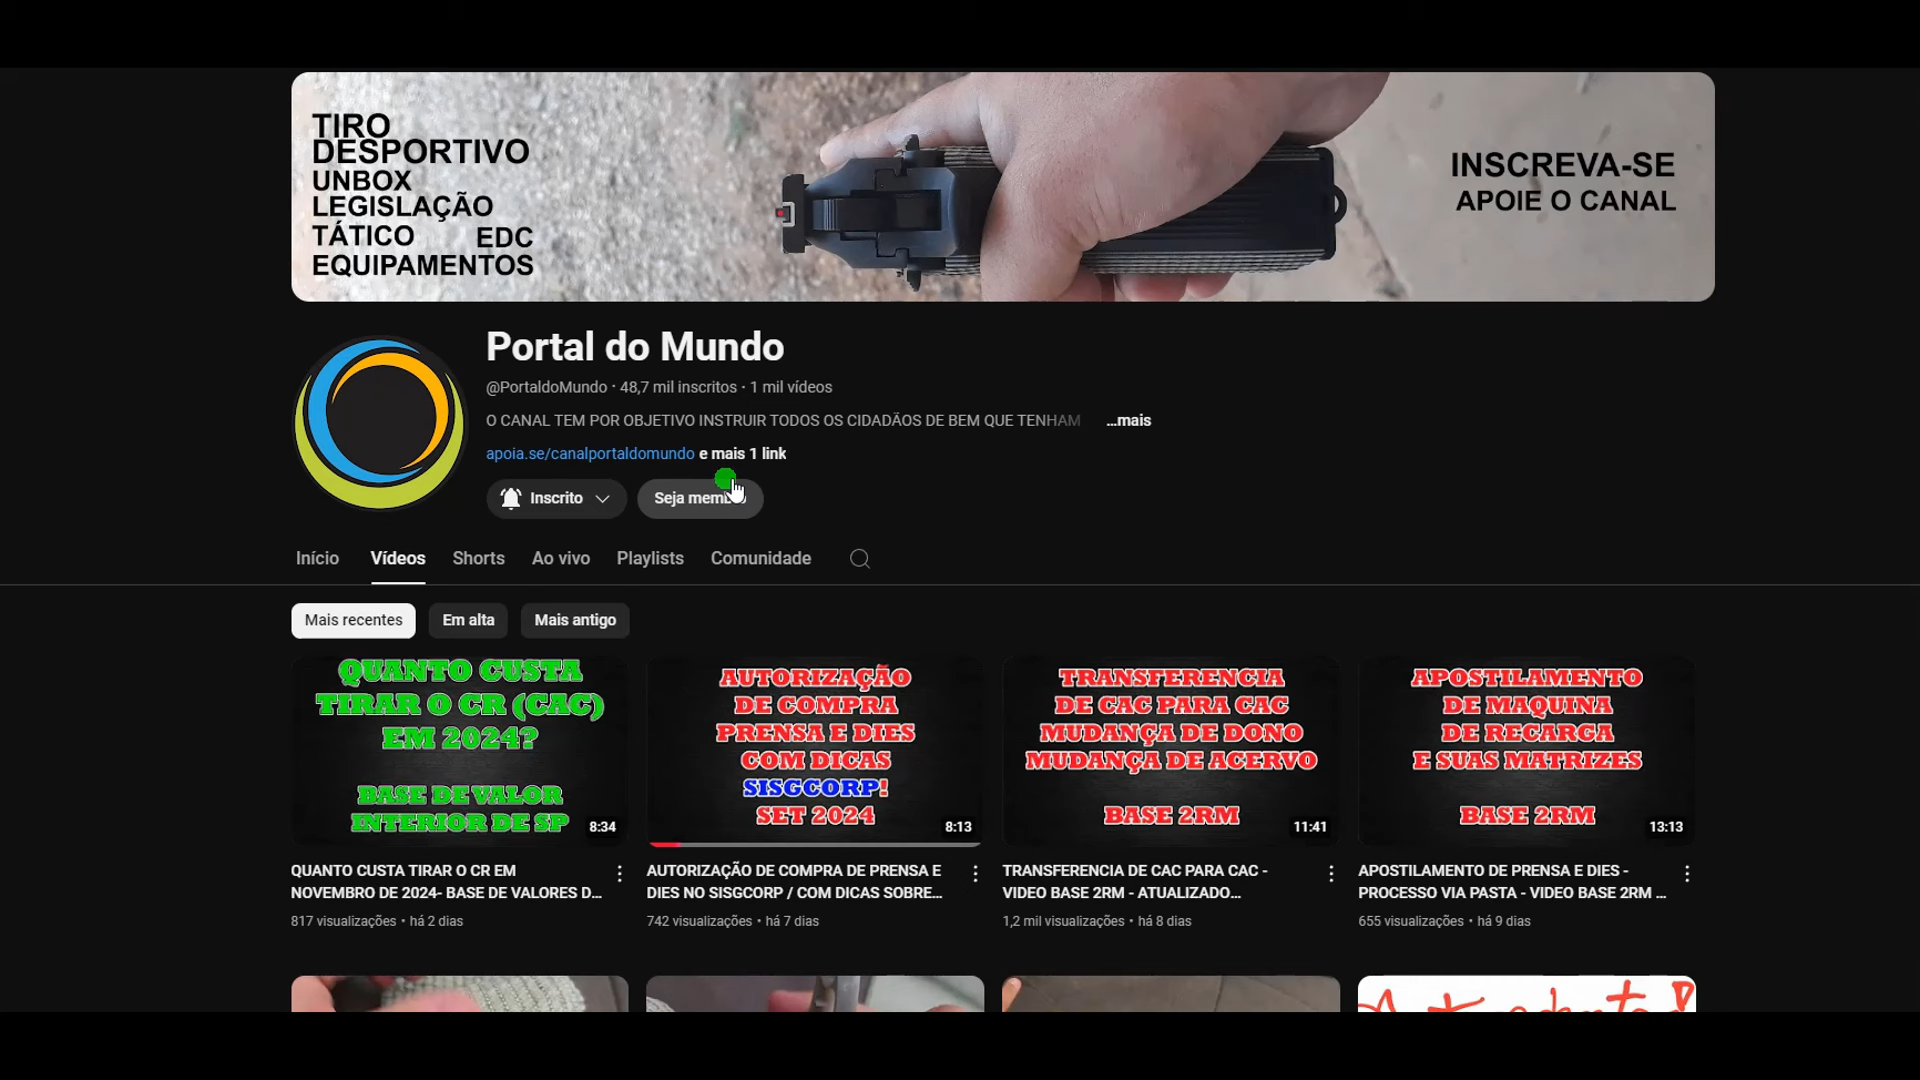 TIRO
DESPORTIVO
UNBOX
LEGISLAÇÃO
TÁTICO EDC
EQUIPAMENTOS
INSCREVA-SE
APOIE O CANAL
Portal do Mundo
@PortaldoMundo · 48,7 mil inscritos · 1 mil vídeos
O CANAL TEM POR OBJETIVO INSTRUIR TODOS OS CIDADÃOS DE BEM QUE TENHAM ...mais
apoia.se/canalportaldomundo e mais 1 link
Inscrito
Seja
Início Vídeos Shorts Ao vivo Playlists Comunidade
Mais recentes Em alta Mais antigo
QUANTO CUSTA
TIRAR O CR (CAC)
EM 2024?
BASE DE VALOR
INTERIOR DE SP
8:34
QUANTO CUSTA TIRAR O CR EM
NOVEMBRO DE 2024- BASE DE VALORES D...
817 visualizações • há 2 dias
AUTORIZAÇÃO
DE COMPRA
PRENSA E DIES
COM DICAS
SISGCORP!
SET 2024
8:13
AUTORIZAÇÃO DE COMPRA DE PRENSA E
DIES NO SISGCORP / COM DICAS SOBRE...
742 visualizações • há 7 dias
TRANSFERENCIA
DE CAC PARA CAC
MUDANÇA DE DONO
MUDANÇA DE ACERVO
BASE 2RM
11:41
TRANSFERENCIA DE CAC PARA CAC -
VIDEO BASE 2RM - ATUALIZADO...
1,2 mil visualizações • há 8 dias
APOSTILAMENTO
DE MAQUINA
DE RECARGA
E SUAS MATRIZES
BASE 2RM
13:13
APOSTILAMENTO DE PRENSA E DIES -
PROCESSO VIA PASTA - VIDEO BASE 2RM ...
655 visualizações • há 9 dias